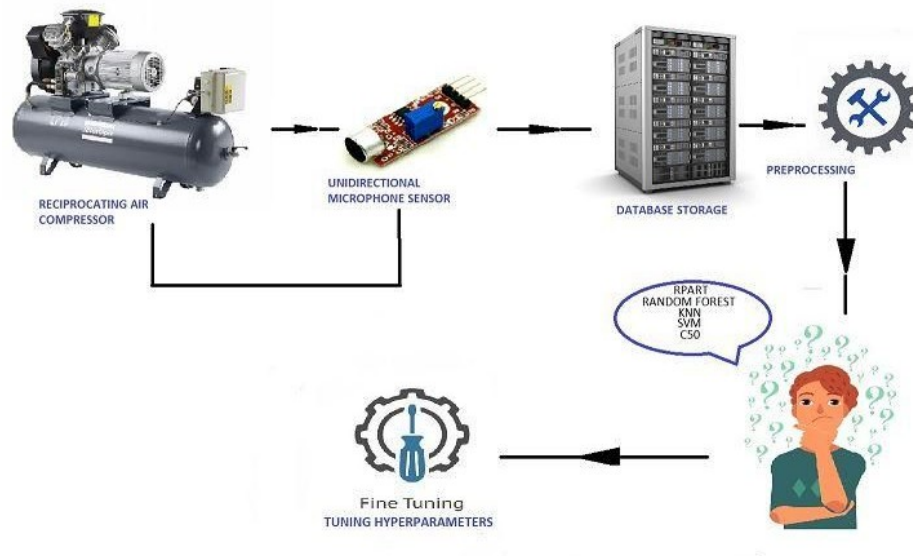 RECIPROCATING AIR
COMPRESSOR
UNIDIRECTIONAL
MICROPHONE SENSOR
DATABASE STORAGE
PREPROCESSING
RPART
RANDOM FOREST
KNN
SVM
C50
Fine Tuning
TUNING HYPERPARAMETERS